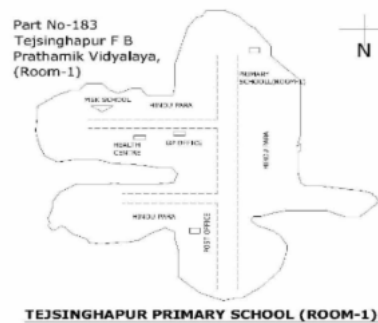 Part No-183
Tejsinghapur F B
Prathamik Vidyalaya,
(Room-1)
N
PRIMARY
SCHOOL(ROOM-1)
MSK SCHOOL
HINDU PARA
HEALTH
CENTRE
GP OFFICE
HINDU PARA
HINDU PARA
POST OFFICE
TEJSINGHAPUR PRIMARY SCHOOL (ROOM-1)